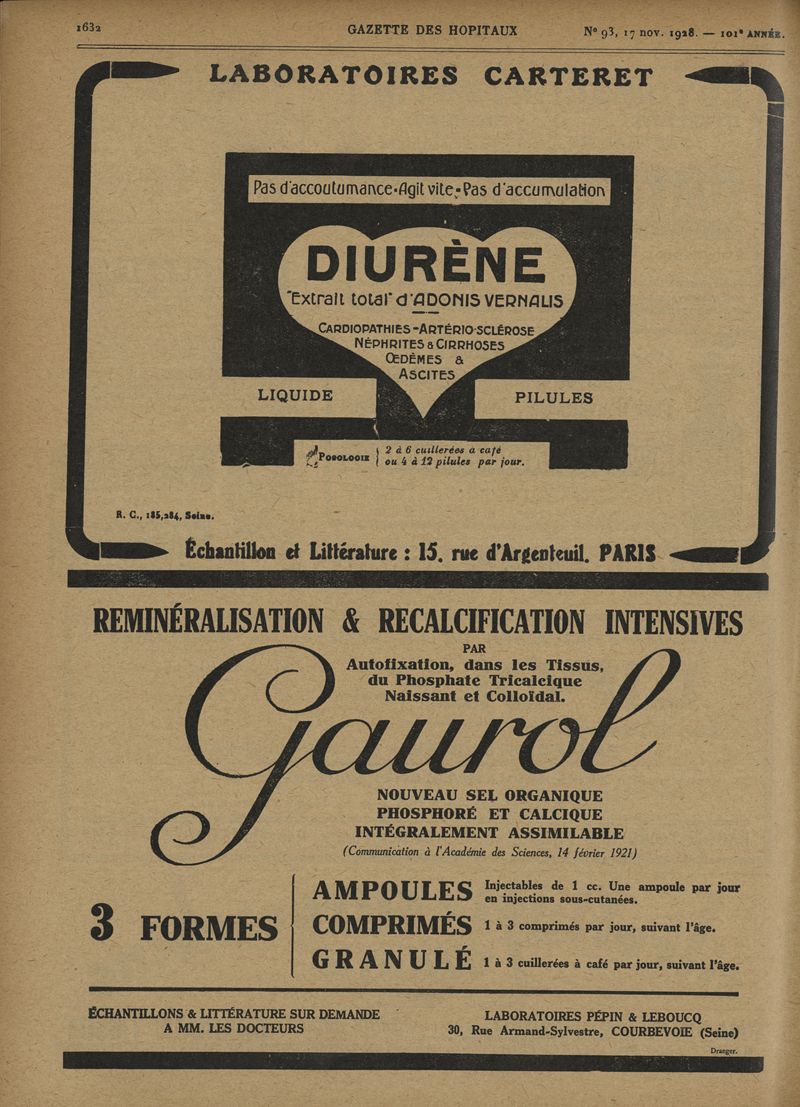 1632
GAZETTE DES HOPITAUX
Nº 93, 17 NOV. 1928. — 101e ANNÉE.
LABORATOIRES CARTERET
Pas d'accoutumance-Agit vite-Pas d'accumulation
DIURÈNE
"Extrait total" d'ADONIS VERNALIS
CARDIOPATHIES-ARTÉRIO-SCLÉROSE
NÉPHRITES & CIRRHOSES
ŒDÈMES &
ASCITES
LIQUIDE
PILULES
POSOLOGIE
2 à 6 cuillerées à café
ou 4 à 12 pilules par jour.
R. C., 185,284, Seine.
Échantillon et Littérature : 15, rue d'Argenteuil, PARIS
REMINÉRALISATION & RECALCIFICATION INTENSIVES
PAR
Autofixation, dans les Tissus,
du Phosphate Tricalcique
Naissant et Colloïdal.
Gaurol
NOUVEAU SEL ORGANIQUE
PHOSPHORÉ ET CALCIQUE
INTÉGRALEMENT ASSIMILABLE
(Communication à l'Académie des Sciences, 14 février 1921)
3 FORMES
AMPOULES Injectables de 1 cc. Une ampoule par jour
en injections sous-cutanées.
COMPRIMÉS 1 à 3 comprimés par jour, suivant l'âge.
GRANULÉ 1 à 3 cuillerées à café par jour, suivant l'âge.
ÉCHANTILLONS & LITTÉRATURE SUR DEMANDE
A MM. LES DOCTEURS
LABORATOIRES PÉPIN & LEBOUCQ
30, Rue Armand-Sylvestre, COURBEVOIE (Seine)
Dranger.